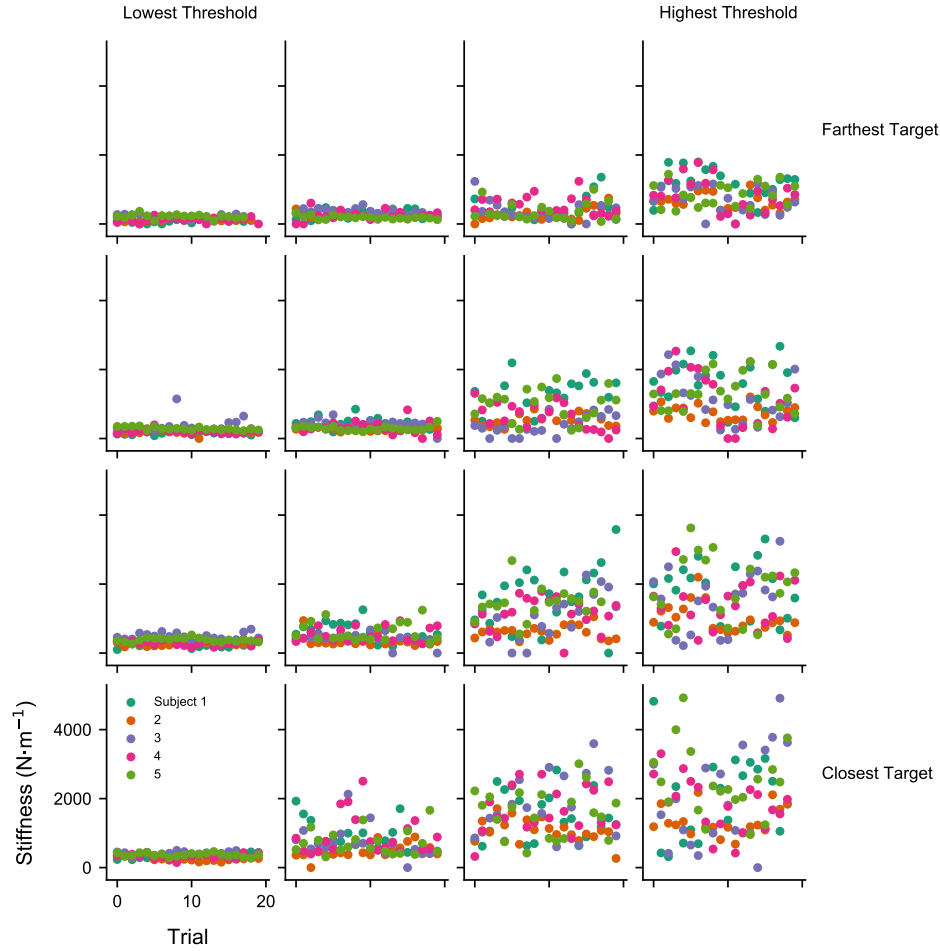 Lowest Threshold
Highest Threshold
Farthest Target
Subject 1
2
3
4
5
4000
2000
0
Stiffness (N·m⁻¹)
Closest Target
0
20
Trial